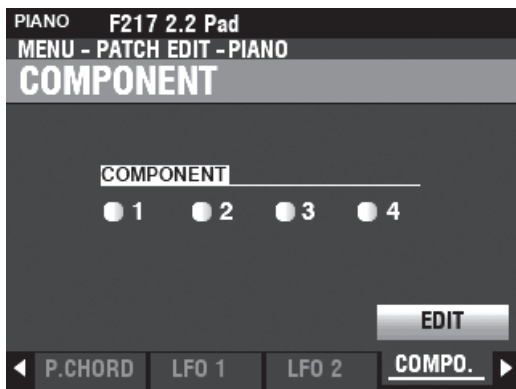 PIANO F217 2.2 Pad
MENU - PATCH EDIT - PIANO
COMPONENT
COMPONENT
1 2 3 4
EDIT
P.CHORD LFO 1 LFO 2 COMPO.